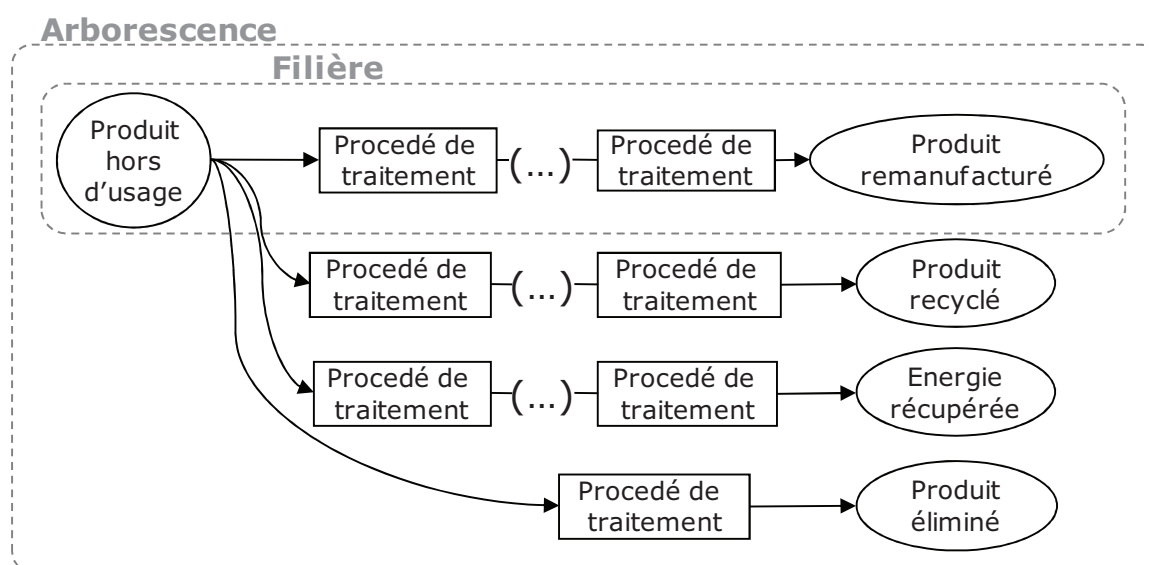 Arborescence
Filière
Produit
hors
d'usage
Procedé de
traitement
(...)
Procedé de
traitement
Produit
remanufacturé
Procedé de
traitement
(...)
Procedé de
traitement
Produit
recyclé
Procedé de
traitement
(...)
Procedé de
traitement
Energie
récupérée
Procedé de
traitement
Produit
éliminé